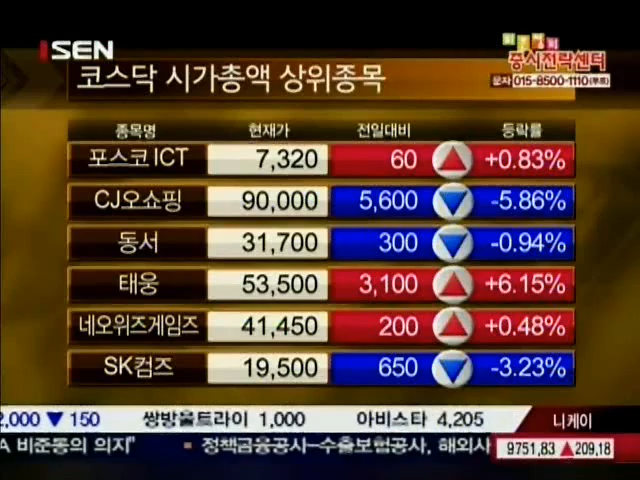 SEN
증시전략센터
문자 015-8500-1110(무료)
코스닥 시가총액 상위종목
종목명 현재가 전일대비 등락률
포스코 ICT 7,320 60 ▲ +0.83%
CJ오쇼핑 90,000 5,600 ▼ -5.86%
동서 31,700 300 ▼ -0.94%
태웅 53,500 3,100 ▲ +6.15%
네오위즈게임즈 41,450 200 ▲ +0.48%
SK컴즈 19,500 650 ▼ -3.23%
2,000 ▼ 150 쌍방울트라이 1,000 아비스타 4,205 니케이
A 비준동의 의지" 정책금융공사-수출보험공사, 해외사 9751,83 ▲209,18